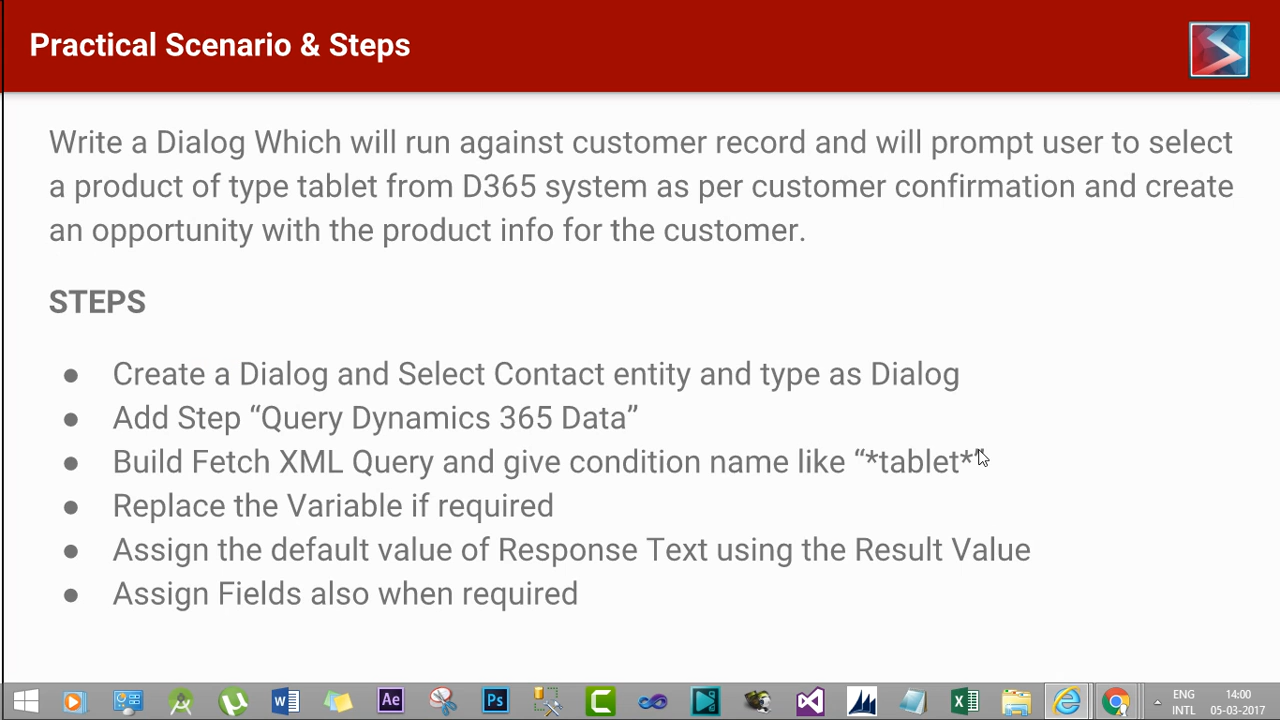 Practical Scenario & Steps
Write a Dialog Which will run against customer record and will prompt user to select
a product of type tablet from D365 system as per customer confirmation and create
an opportunity with the product info for the customer.
STEPS
● Create a Dialog and Select Contact entity and type as Dialog
● Add Step “Query Dynamics 365 Data”
● Build Fetch XML Query and give condition name like “*tablet*”
● Replace the Variable if required
● Assign the default value of Response Text using the Result Value
● Assign Fields also when required
Ae
Ps
ENG 14:00
INTL 05-03-2017